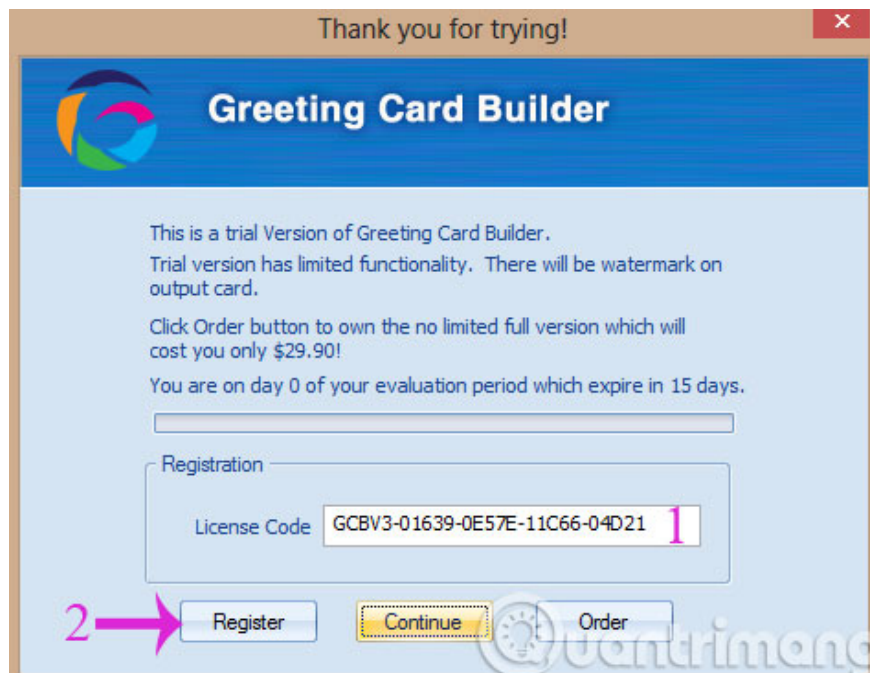 Thank you for trying!
Greeting Card Builder
This is a trial Version of Greeting Card Builder.
Trial version has limited functionality. There will be watermark on
output card.
Click Order button to own the no limited full version which will
cost you only $29.90!
You are on day 0 of your evaluation period which expire in 15 days.
Registration
License Code GCBV3-01639-0E57E-11C66-04D21 1
2 Register Continue Order
Quantrimang